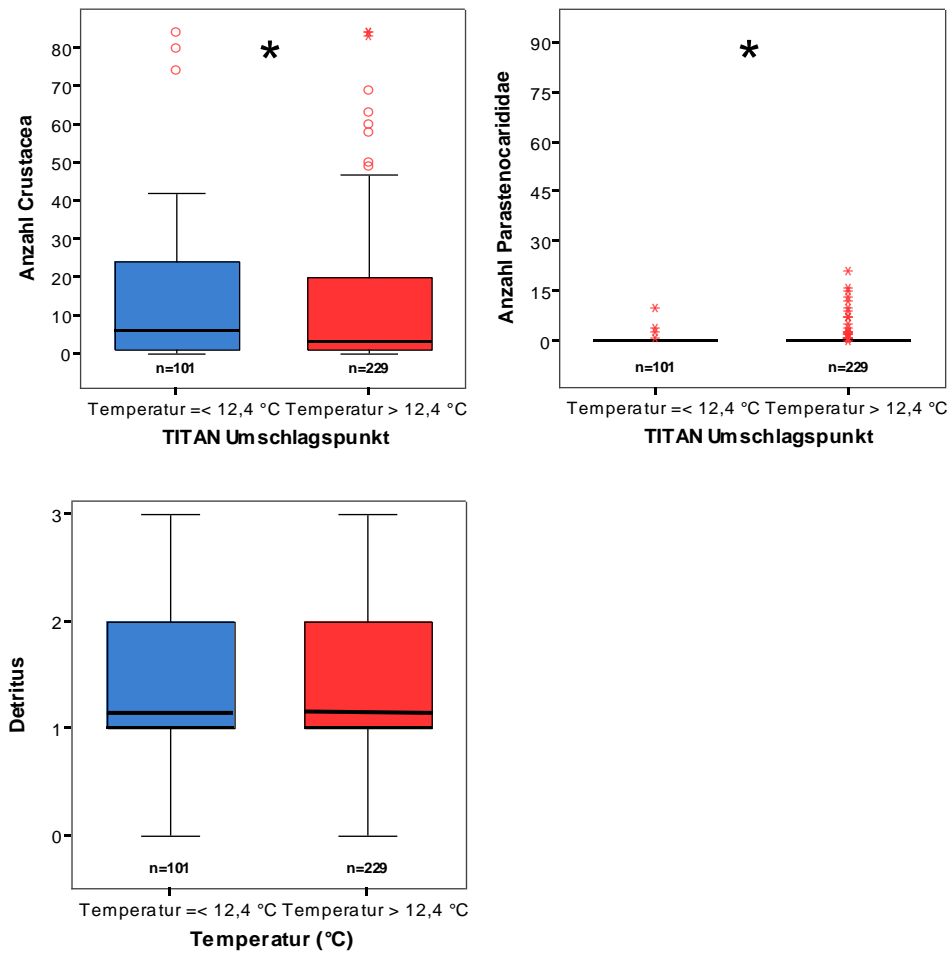 Anzahl Crustacea
80
70
60
50
40
30
20
10
0
*
n=101
n=229
Temperatur =< 12,4 °C Temperatur > 12,4 °C
TITAN Umschlagspunkt
Anzahl Parastenocarididae
90
75
60
45
30
15
0
*
n=101
n=229
Temperatur =< 12,4 °C Temperatur > 12,4 °C
TITAN Umschlagspunkt
Detritus
3
2
1
0
n=101
n=229
Temperatur =< 12,4 °C Temperatur > 12,4 °C
Temperatur (°C)